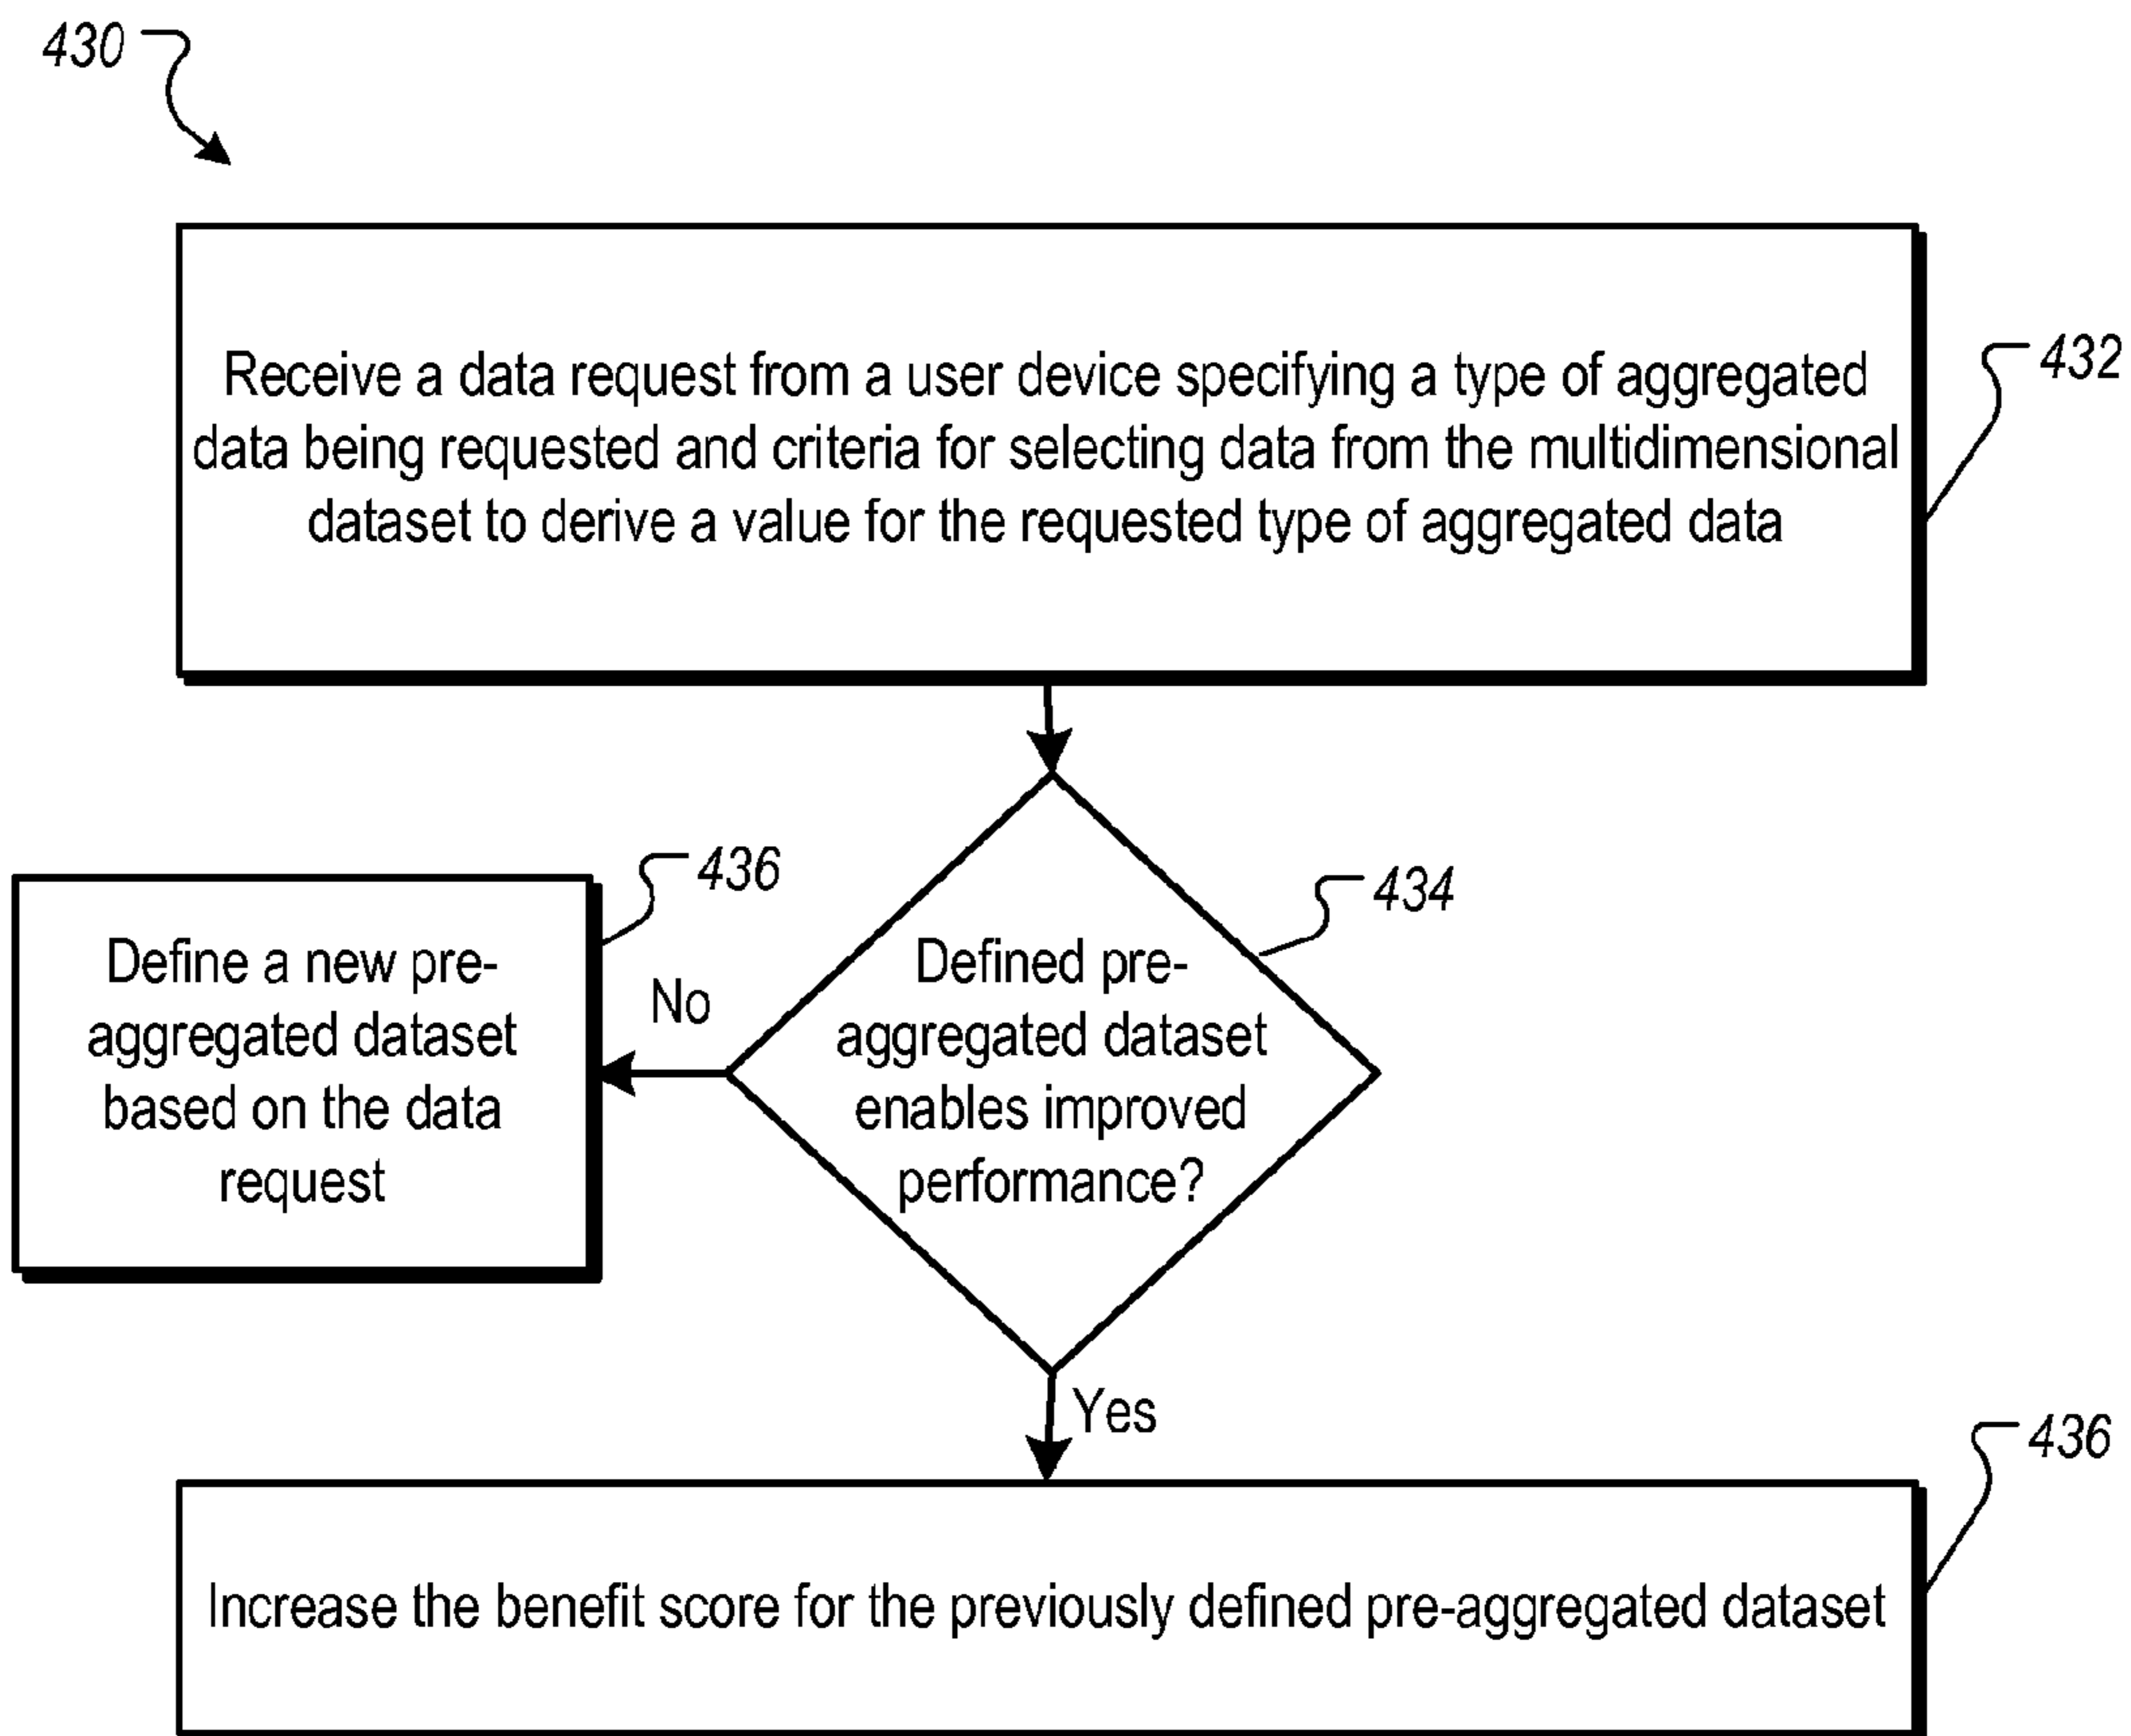 430
Receive a data request from a user device specifying a type of aggregated
data being requested and criteria for selecting data from the multidimensional
dataset to derive a value for the requested type of aggregated data
432
436
Define a new pre-
aggregated dataset
based on the data
request
No
434
Defined pre-
aggregated dataset
enables improved
performance?
Yes
436
Increase the benefit score for the previously defined pre-aggregated dataset